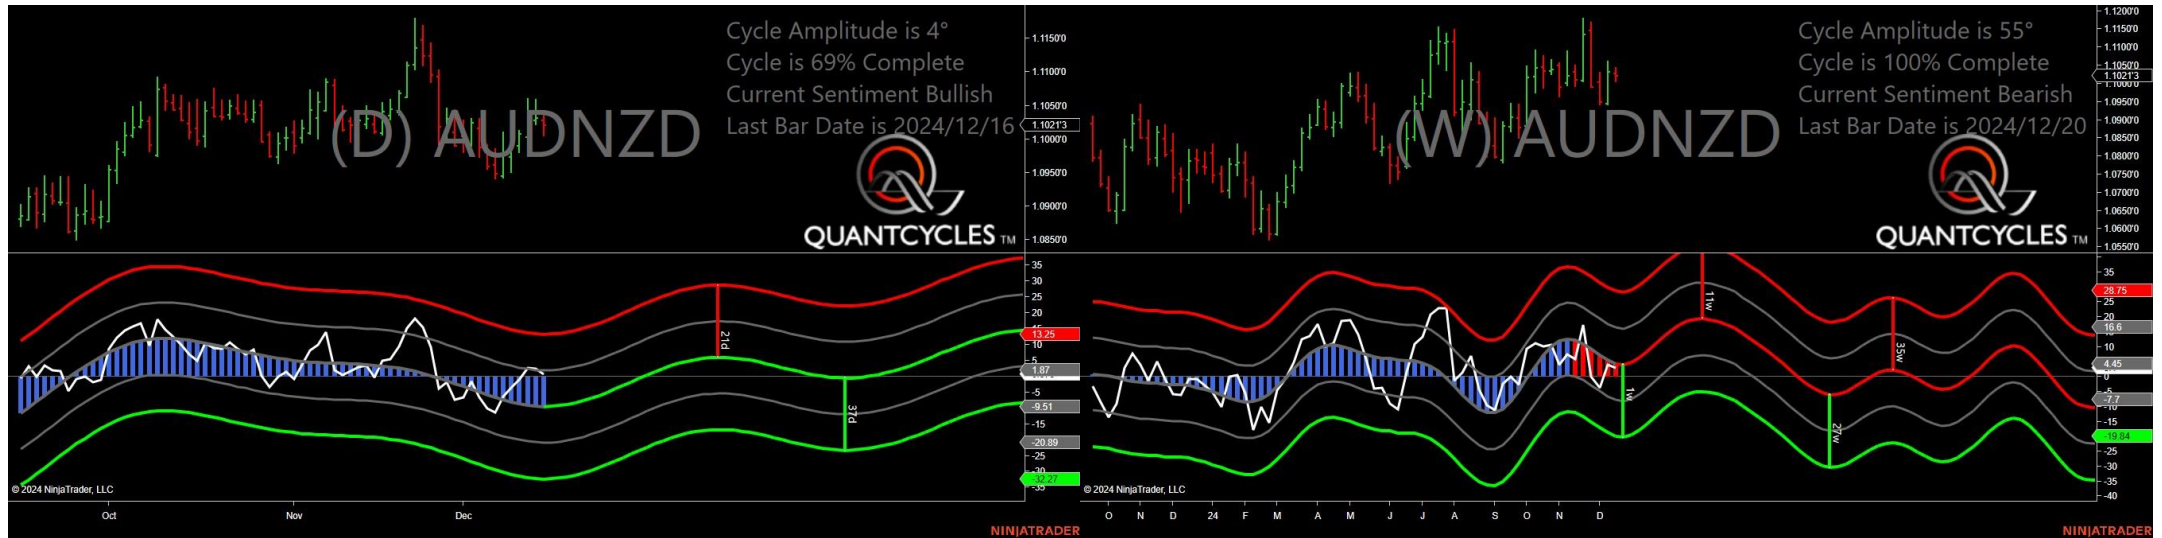 Cycle Amplitude is 4°
Cycle is 69% Complete
Current Sentiment Bullish
Last Bar Date is 2024/12/16
(D) AUDNZD
QUANTCYCLES TM
1.1150'0
1.1100'0
1.1050'0
1.1021'3
1.1000'0
1.0950'0
1.0900'0
1.0850'0
35
30
25
20
13.25
10
5
1.87
-5
-9.51
-15
-20.89
-25
-30
-32.27
-35
21d
37d
© 2024 NinjaTrader, LLC
Oct Nov Dec
NINJATRADER
Cycle Amplitude is 55°
Cycle is 100% Complete
Current Sentiment Bearish
Last Bar Date is 2024/12/20
(W) AUDNZD
QUANTCYCLES TM
1.1200'0
1.1150'0
1.1100'0
1.1050'0
1.1021'3
1.1000'0
1.0950'0
1.0900'0
1.0850'0
1.0800'0
1.0750'0
1.0700'0
1.0650'0
1.0600'0
1.0550'0
35
28.75
25
20
16.6
10
4.45
0
-5
-7.7
-10
-15
-19.84
-25
-30
-35
-40
11w
35w
1w
27w
© 2024 NinjaTrader, LLC
O N D 24 F M A M J J A S O N D
NINJATRADER